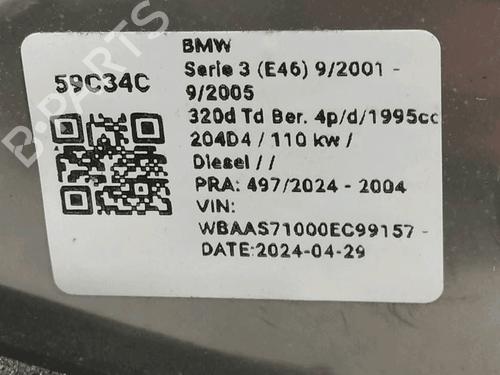 59C34C
BMW
Serie 3 (E46) 9/2001 -
9/2005
320d Td Ber. 4p/d/1995cc
204D4 / 110 kw /
Diesel / /
PRA: 497/2024 - 2004
VIN:
WBAAS71000EC99157 -
DATE:2024-04-29
B-PARTS